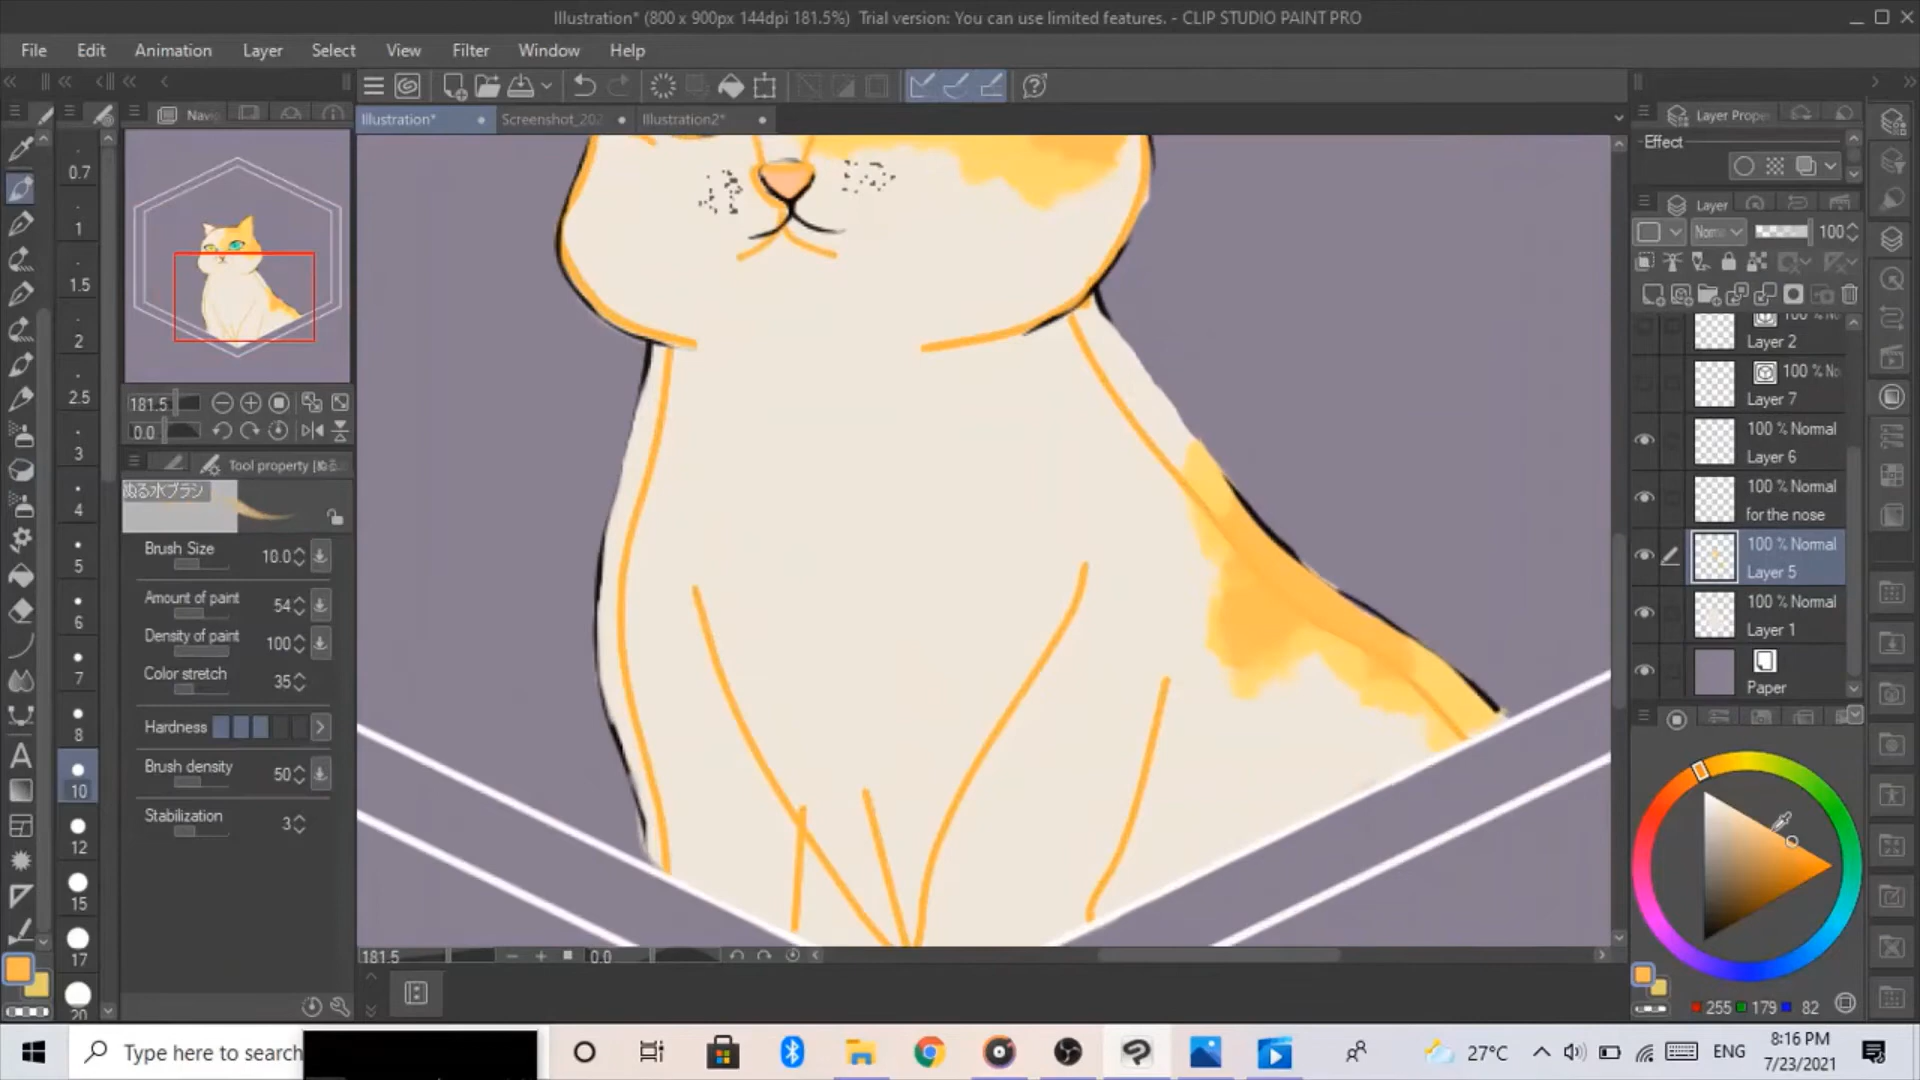 Illustration* (800 x 900px 144dpi 181.5%) Trial version: You can use limited features. - CLIP STUDIO PAINT PRO
File Edit Animation Layer Select View Filter Window Help
Illustration* Screenshot_202 Illustration2*
Navi
Layer Prope
Effect
Layer
100
100 % No
Layer 2
100 % No
Layer 7
100 % Normal
Layer 6
100 % Normal
for the nose
100 % Normal
Layer 5
100 % Normal
Layer 1
Paper
0.7
1
1.5
2
2.5
3
4
5
6
7
8
10
12
15
17
20
181.5
0.0
Tool property [ぬる
ぬる水ブラシ
Brush Size 10.0
Amount of paint 54
Density of paint 100
Color stretch 35
Hardness
Brush density 50
Stabilization 3
181.5 0.0
255 179 82
Type here to search
27°C ENG 8:16 PM
7/23/2021